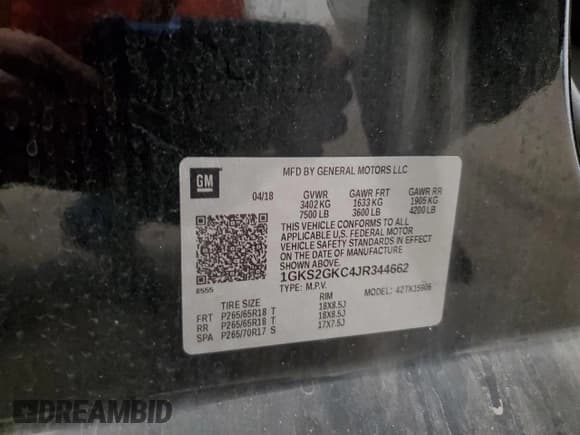 GM
MFD BY GENERAL MOTORS LLC
04/18
GVWR GAWR FRT GAWR RR
3402 KG 1633 KG 1905 KG
7500 LB 3600 LB 4200 LB
THIS VEHICLE CONFORMS TO ALL
APPLICABLE U.S. FEDERAL MOTOR
VEHICLE SAFETY STANDARDS IN EFFECT
ON THE DATE OF MANUFACTURE
SHOWN ABOVE.
1GKS2GKC4JR344662
8555
TYPE: M.P.V. MODEL:
TIRE SIZE RIM
FRT P265/65R18 T 18X8.5J
RR P265/65R18 T 18X8.5J
SPA P265/70R17 S 17X7.5J
DREAMBID